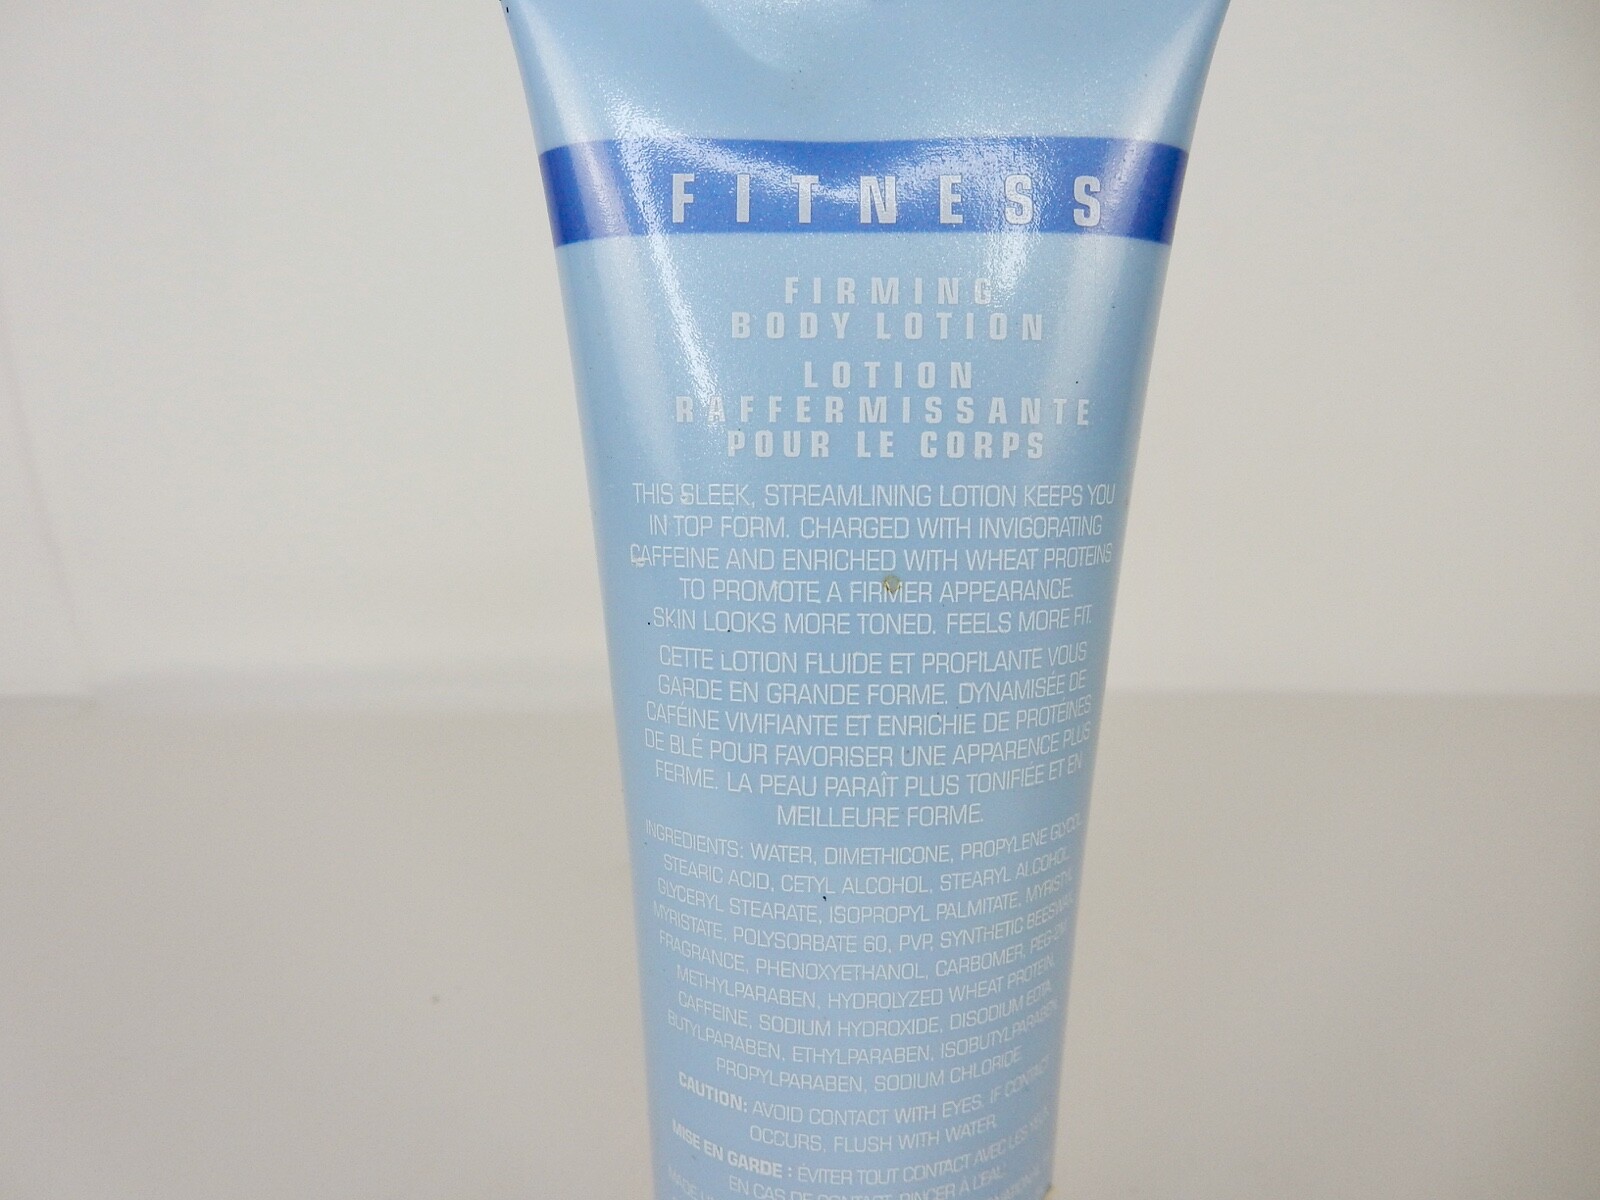 FITNESS
FIRMING
BODY LOTION
LOTION
RAFFERMISSANTE
POUR LE CORPS
THIS SLEEK, STREAMLINING LOTION KEEPS YOU
IN TOP FORM. CHARGED WITH INVIGORATING
CAFFEINE AND ENRICHED WITH WHEAT PROTEINS
TO PROMOTE A FIRMER APPEARANCE.
SKIN LOOKS MORE TONED. FEELS MORE FIT.
CETTE LOTION FLUIDE ET PROFILANTE VOUS
GARDE EN GRANDE FORME. DYNAMISÉE DE
CAFÉINE VIVIFIANTE ET ENRICHIE DE PROTÉINES
DE BLÉ POUR FAVORISER UNE APPARENCE PLUS
FERME. LA PEAU PARAÎT PLUS TONIFIÉE ET EN
MEILLEURE FORME.
INGREDIENTS: WATER, DIMETHICONE, PROPYLENE GLYCOL,
STEARIC ACID, CETYL ALCOHOL, STEARYL ALCOHOL,
GLYCERYL STEARATE, ISOPROPYL PALMITATE, MYRISTYL
MYRISTATE, POLYSORBATE 60, PVP, SYNTHETIC BEESWAX,
FRAGRANCE, PHENOXYETHANOL, CARBOMER,
METHYLPARABEN, HYDROLYZED WHEAT PROTEIN,
CAFFEINE, SODIUM HYDROXIDE, DISODIUM EDTA,
BUTYLPARABEN, ETHYLPARABEN, ISOBUTYLPARABEN,
PROPYLPARABEN, SODIUM CHLORIDE
CAUTION: AVOID CONTACT WITH EYES. IF CONTACT
OCCURS, FLUSH WITH WATER.
MISE EN GARDE : ÉVITER TOUT CONTACT AVEC LES YEUX.
EN CAS DE CONTACT, RINCER À L'EAU.